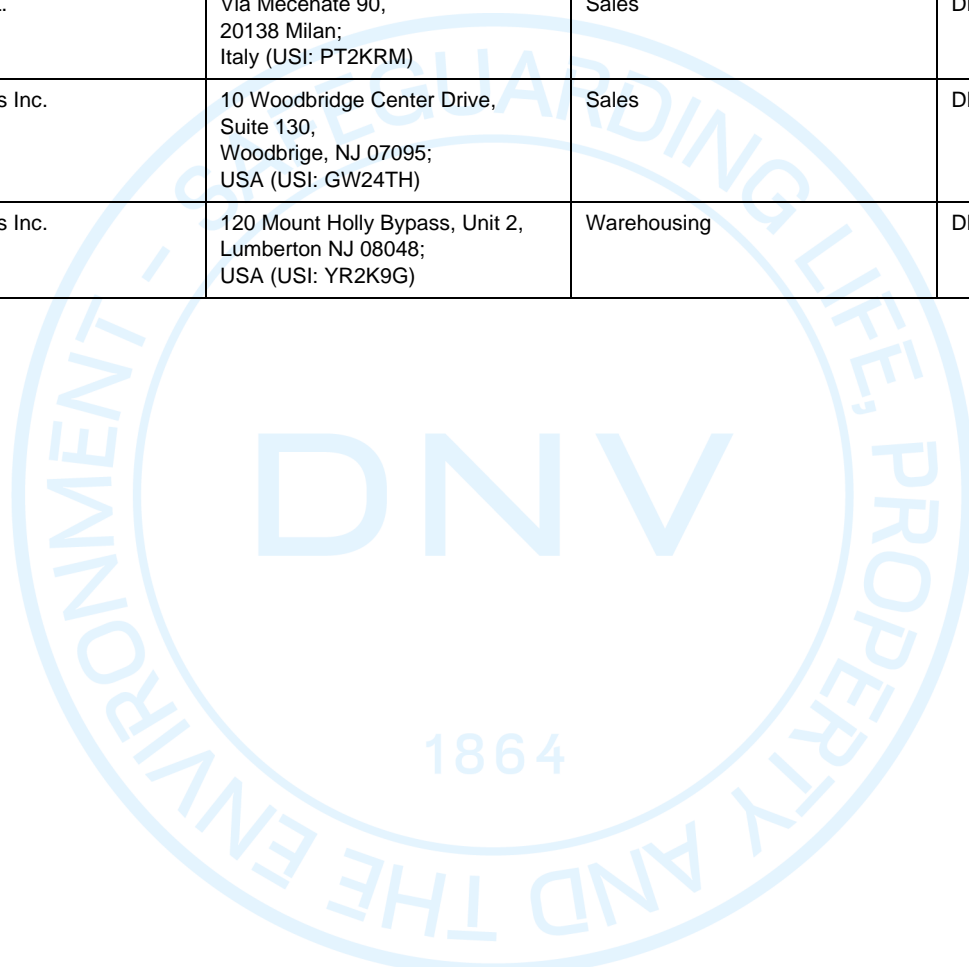 Via Mecenate 90,
20138 Milan;
Italy (USI: PT2KRM)
Sales
s Inc.
10 Woodbridge Center Drive,
Suite 130,
Woodbrige, NJ 07095;
USA (USI: GW24TH)
Sales
s Inc.
120 Mount Holly Bypass, Unit 2,
Lumberton NJ 08048;
USA (USI: YR2K9G)
Warehousing
SAFEGUARDING LIFE, PROPERTY AND THE ENVIRONMENT -
DNV
1864